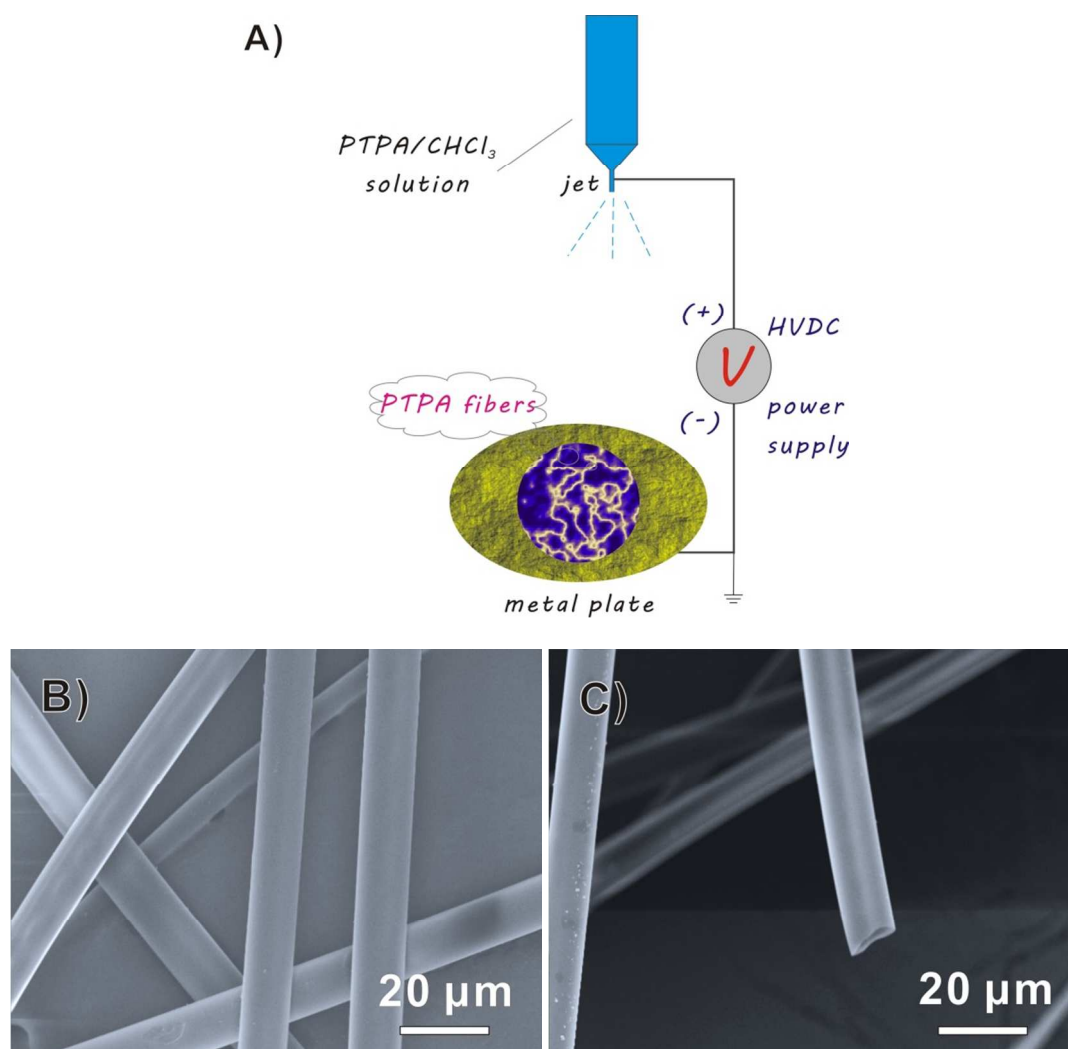 A)
PTPA/CHCl₃
solution
jet
(+)
HVDC
V
PTPA fibers
(-)
power
supply
metal plate
B)
20 μm
C)
20 μm